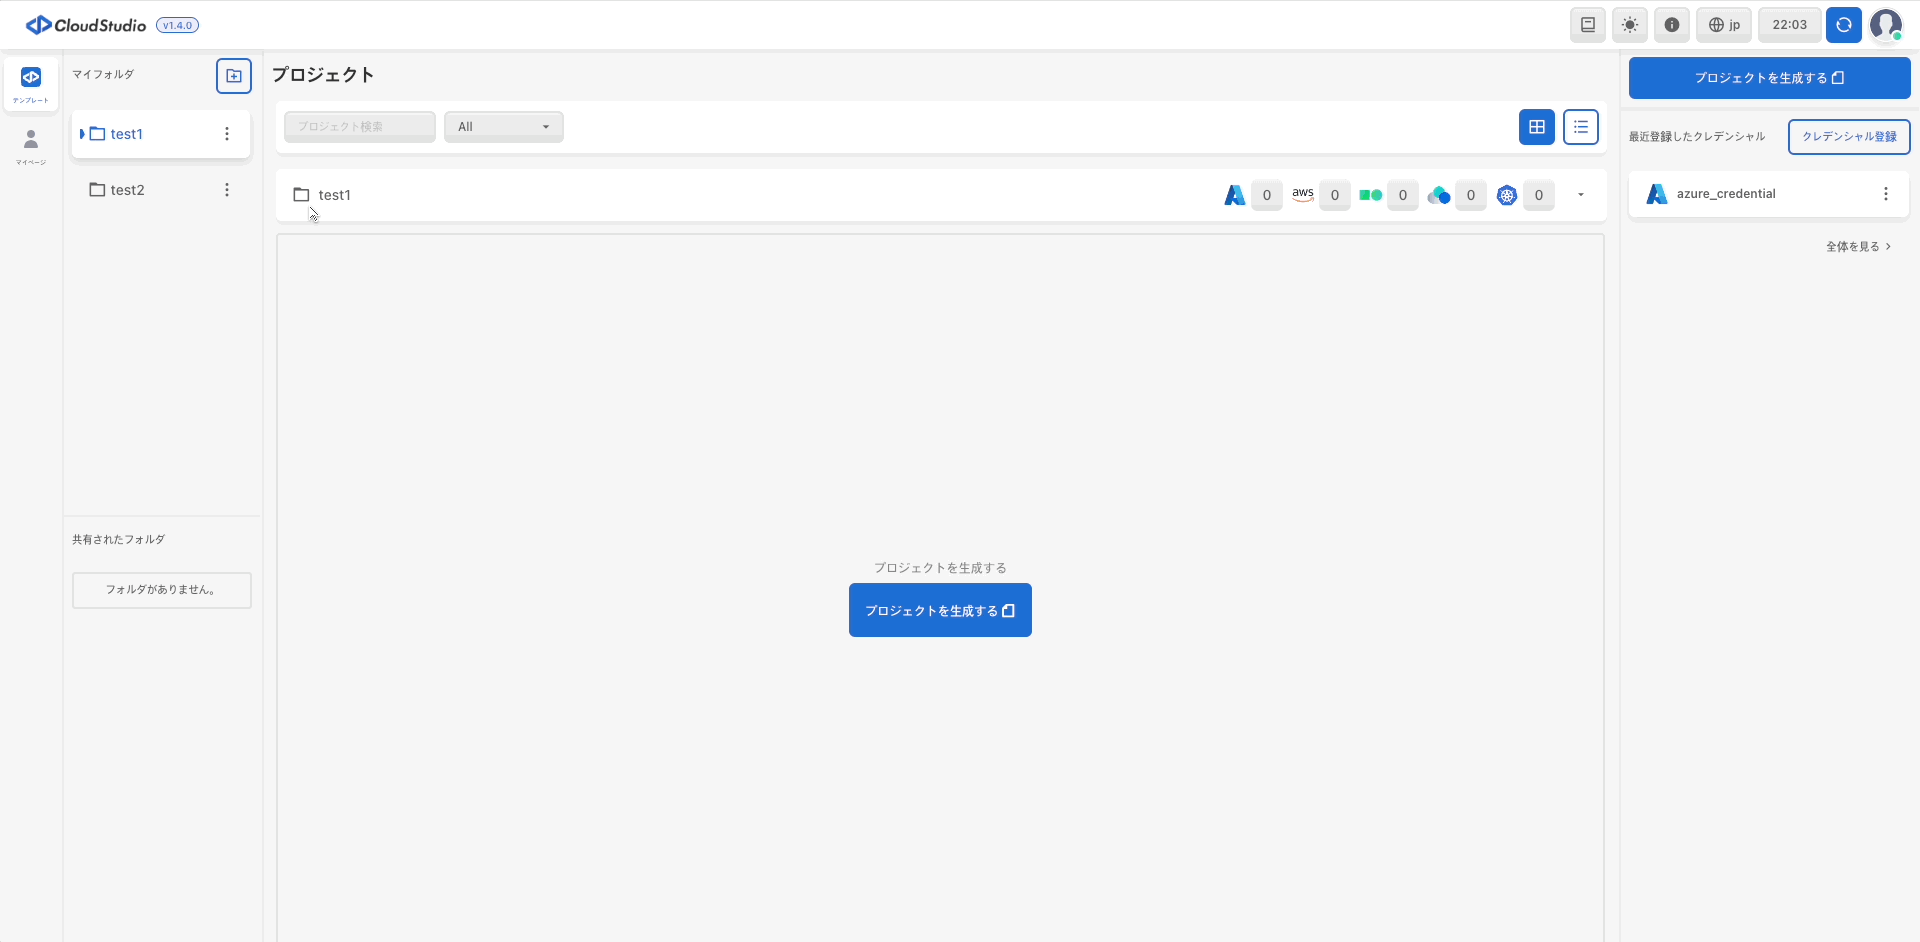 CloudStudio v1.4.0
jp
22:03
テンプレート
マイページ
マイフォルダ
test1
test2
共有されたフォルダ
フォルダがありません。
プロジェクト
プロジェクト検索
All
test1
0
aws
0
0
0
0
プロジェクトを生成する
プロジェクトを生成する
プロジェクトを生成する
最近登録したクレデンシャル
クレデンシャル登録
azure_credential
全体を見る